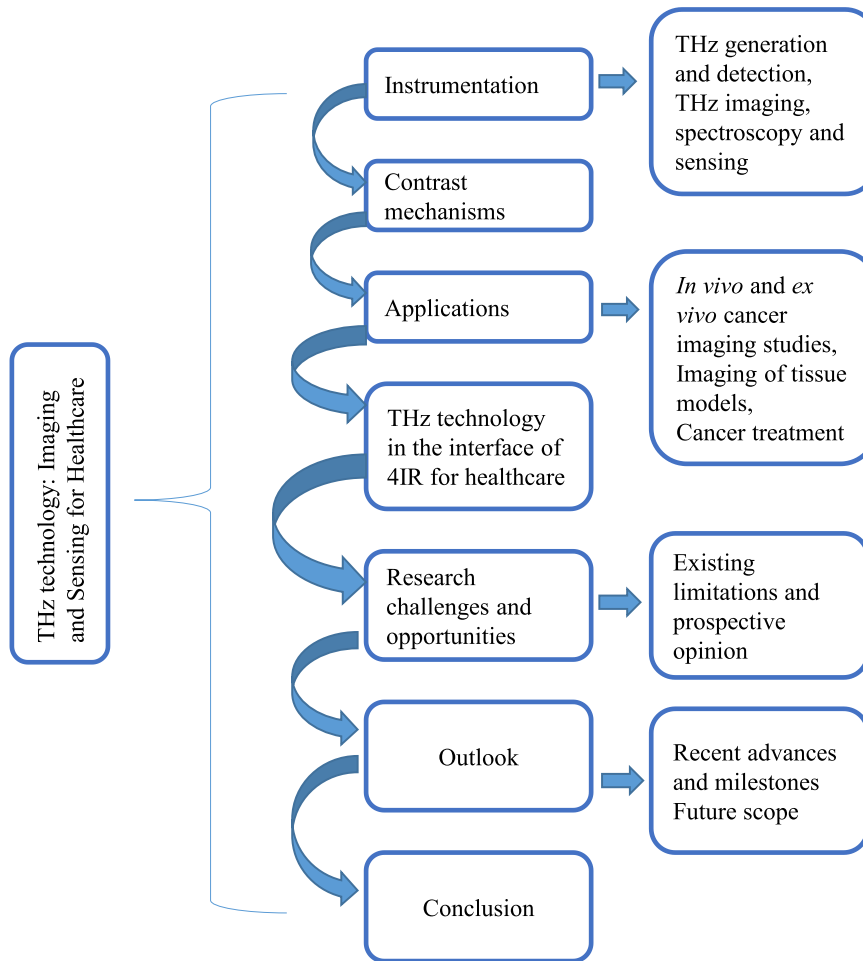 THz technology: Imaging
and Sensing for Healthcare
Instrumentation
THz generation
and detection,
THz imaging,
spectroscopy and
sensing
Contrast
mechanisms
Applications
In vivo and ex
vivo cancer
imaging studies,
Imaging of tissue
models,
Cancer treatment
THz technology
in the interface of
4IR for healthcare
Research
challenges and
opportunities
Existing
limitations and
prospective
opinion
Outlook
Recent advances
and milestones
Future scope
Conclusion